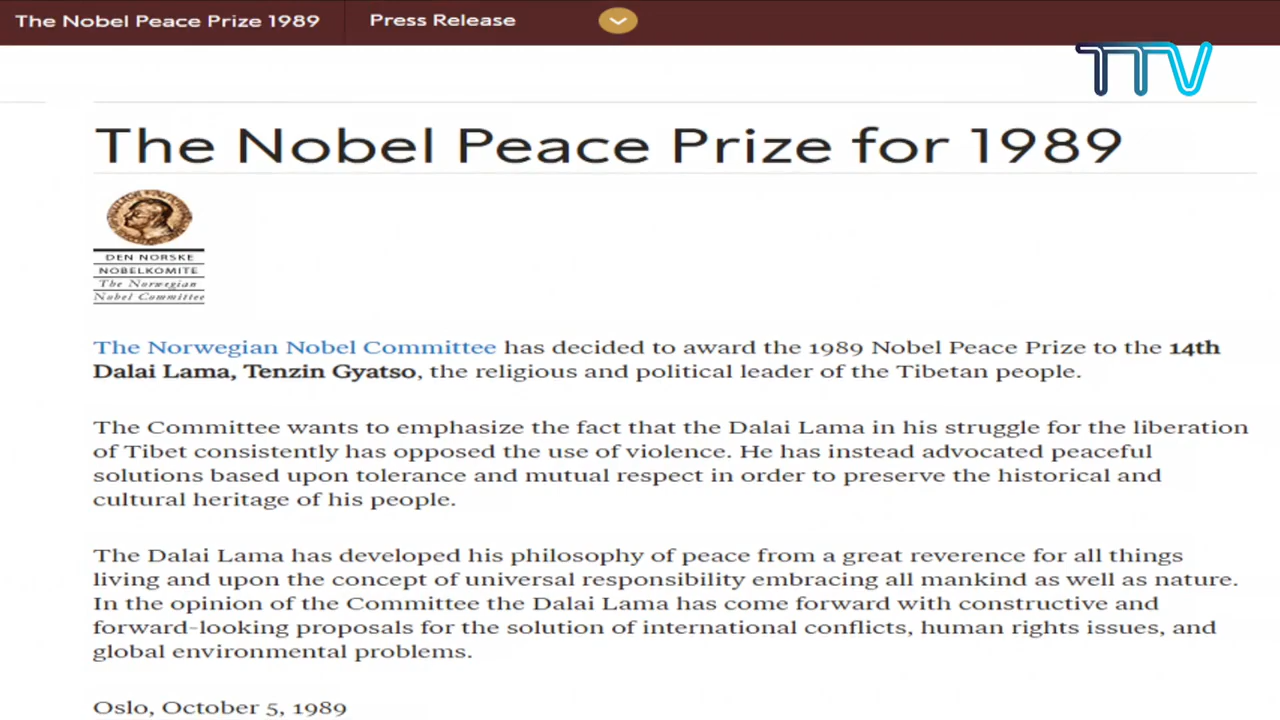 The Nobel Peace Prize 1989
Press Release
TTV
The Nobel Peace Prize for 1989
DEN NORSKE
NOBELKOMITE
The Norwegian
Nobel Committee
The Norwegian Nobel Committee has decided to award the 1989 Nobel Peace Prize to the 14th
Dalai Lama, Tenzin Gyatso, the religious and political leader of the Tibetan people.
The Committee wants to emphasize the fact that the Dalai Lama in his struggle for the liberation
of Tibet consistently has opposed the use of violence. He has instead advocated peaceful
solutions based upon tolerance and mutual respect in order to preserve the historical and
cultural heritage of his people.
The Dalai Lama has developed his philosophy of peace from a great reverence for all things
living and upon the concept of universal responsibility embracing all mankind as well as nature.
In the opinion of the Committee the Dalai Lama has come forward with constructive and
forward-looking proposals for the solution of international conflicts, human rights issues, and
global environmental problems.
Oslo, October 5, 1989